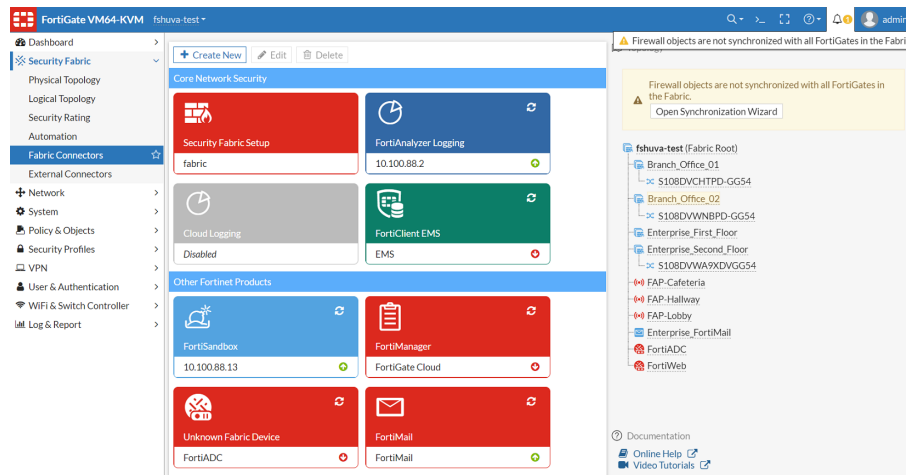 FortiGate VM64-KVM
fshuva-test
admin
Firewall objects are not synchronized with all FortiGates in the Fabri
Dashboard
Security Fabric
Physical Topology
Logical Topology
Security Rating
Automation
Fabric Connectors
External Connectors
Network
System
Policy & Objects
Security Profiles
VPN
User & Authentication
WiFi & Switch Controller
Log & Report
Create New
Edit
Delete
Core Network Security
Security Fabric Setup
fabric
FortiAnalyzer Logging
10.100.88.2
Cloud Logging
Disabled
FortiClient EMS
EMS
Other Fortinet Products
FortiSandbox
10.100.88.13
FortiManager
FortiGate Cloud
Unknown Fabric Device
FortiADC
FortiMail
FortiMail
Topology
Firewall objects are not synchronized with all FortiGates in
the Fabric.
Open Synchronization Wizard
fshuva-test (Fabric Root)
Branch_Office_01
S108DVCHTPD-GG54
Branch_Office_02
S108DVWNBPD-GG54
Enterprise_First_Floor
Enterprise_Second_Floor
S108DVWA9XDVGG54
FAP-Cafeteria
FAP-Hallway
FAP-Lobby
Enterprise_FortiMail
FortiADC
FortiWeb
Documentation
Online Help
Video Tutorials